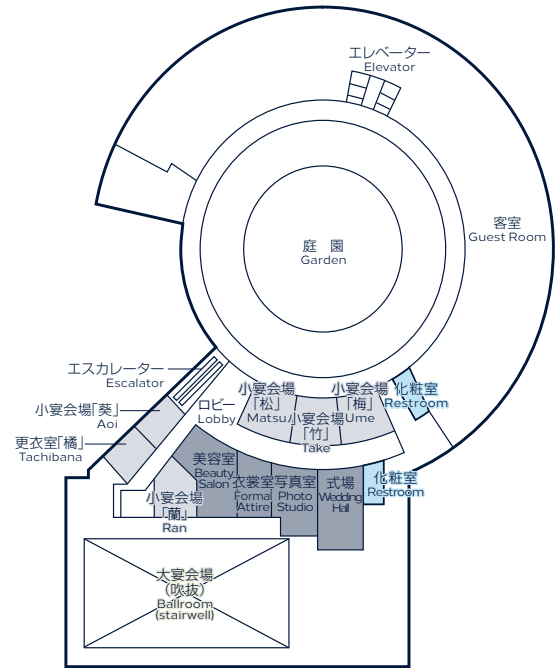 エレベーター
Elevator
客室
Guest Room
庭 園
Garden
エスカレーター
Escalator
小宴会場「葵」
Aoi
更衣室「橘」
Tachibana
ロビー
Lobby
小宴会場
「松」
Matsu
小宴会場
「竹」
Take
小宴会場
「梅」
Ume
化粧室
Restroom
美容室
Beauty
Salon
衣裳室
Formal
Attire
写真室
Photo
Studio
式場
Wedding
Hall
化粧室
Restroom
小宴会場
「蘭」
Ran
大宴会場
（吹抜）
Ballroom
(stairwell)